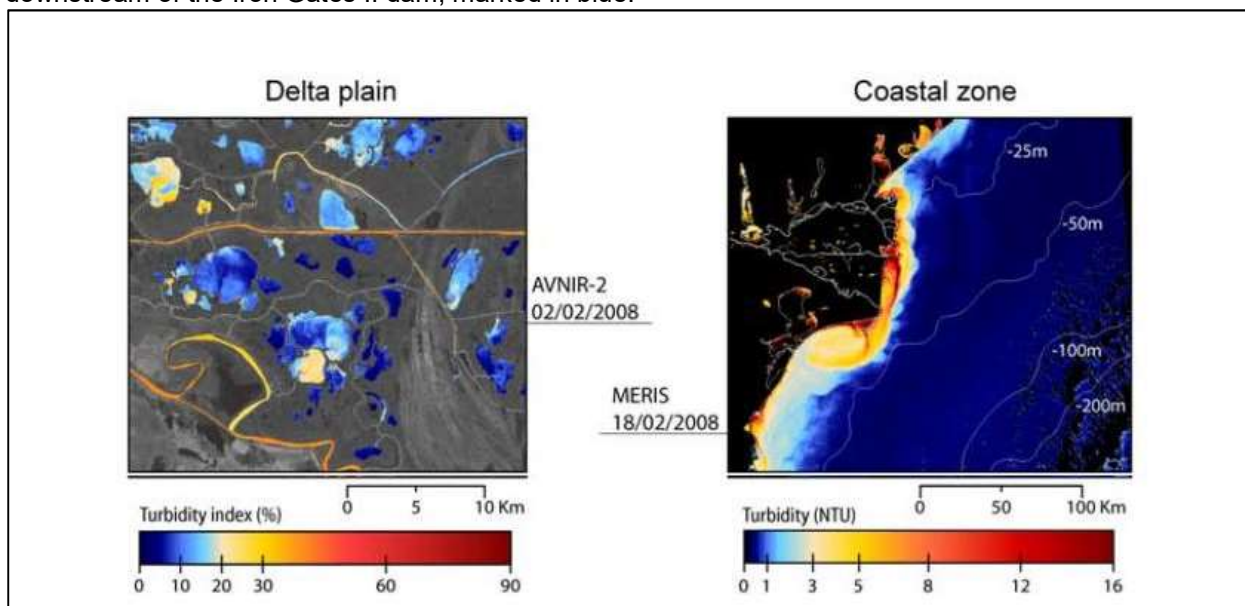 downstream of the Iron Gates II dam, marked in blue.
Delta plain
Coastal zone
-25m
-50m
-100m
-200m
AVNIR-2
02/02/2008
MERIS
18/02/2008
0 5 10 Km
Turbidity index (%)
0 10 20 30 60 90
0 50 100 Km
Turbidity (NTU)
0 1 3 5 8 12 16